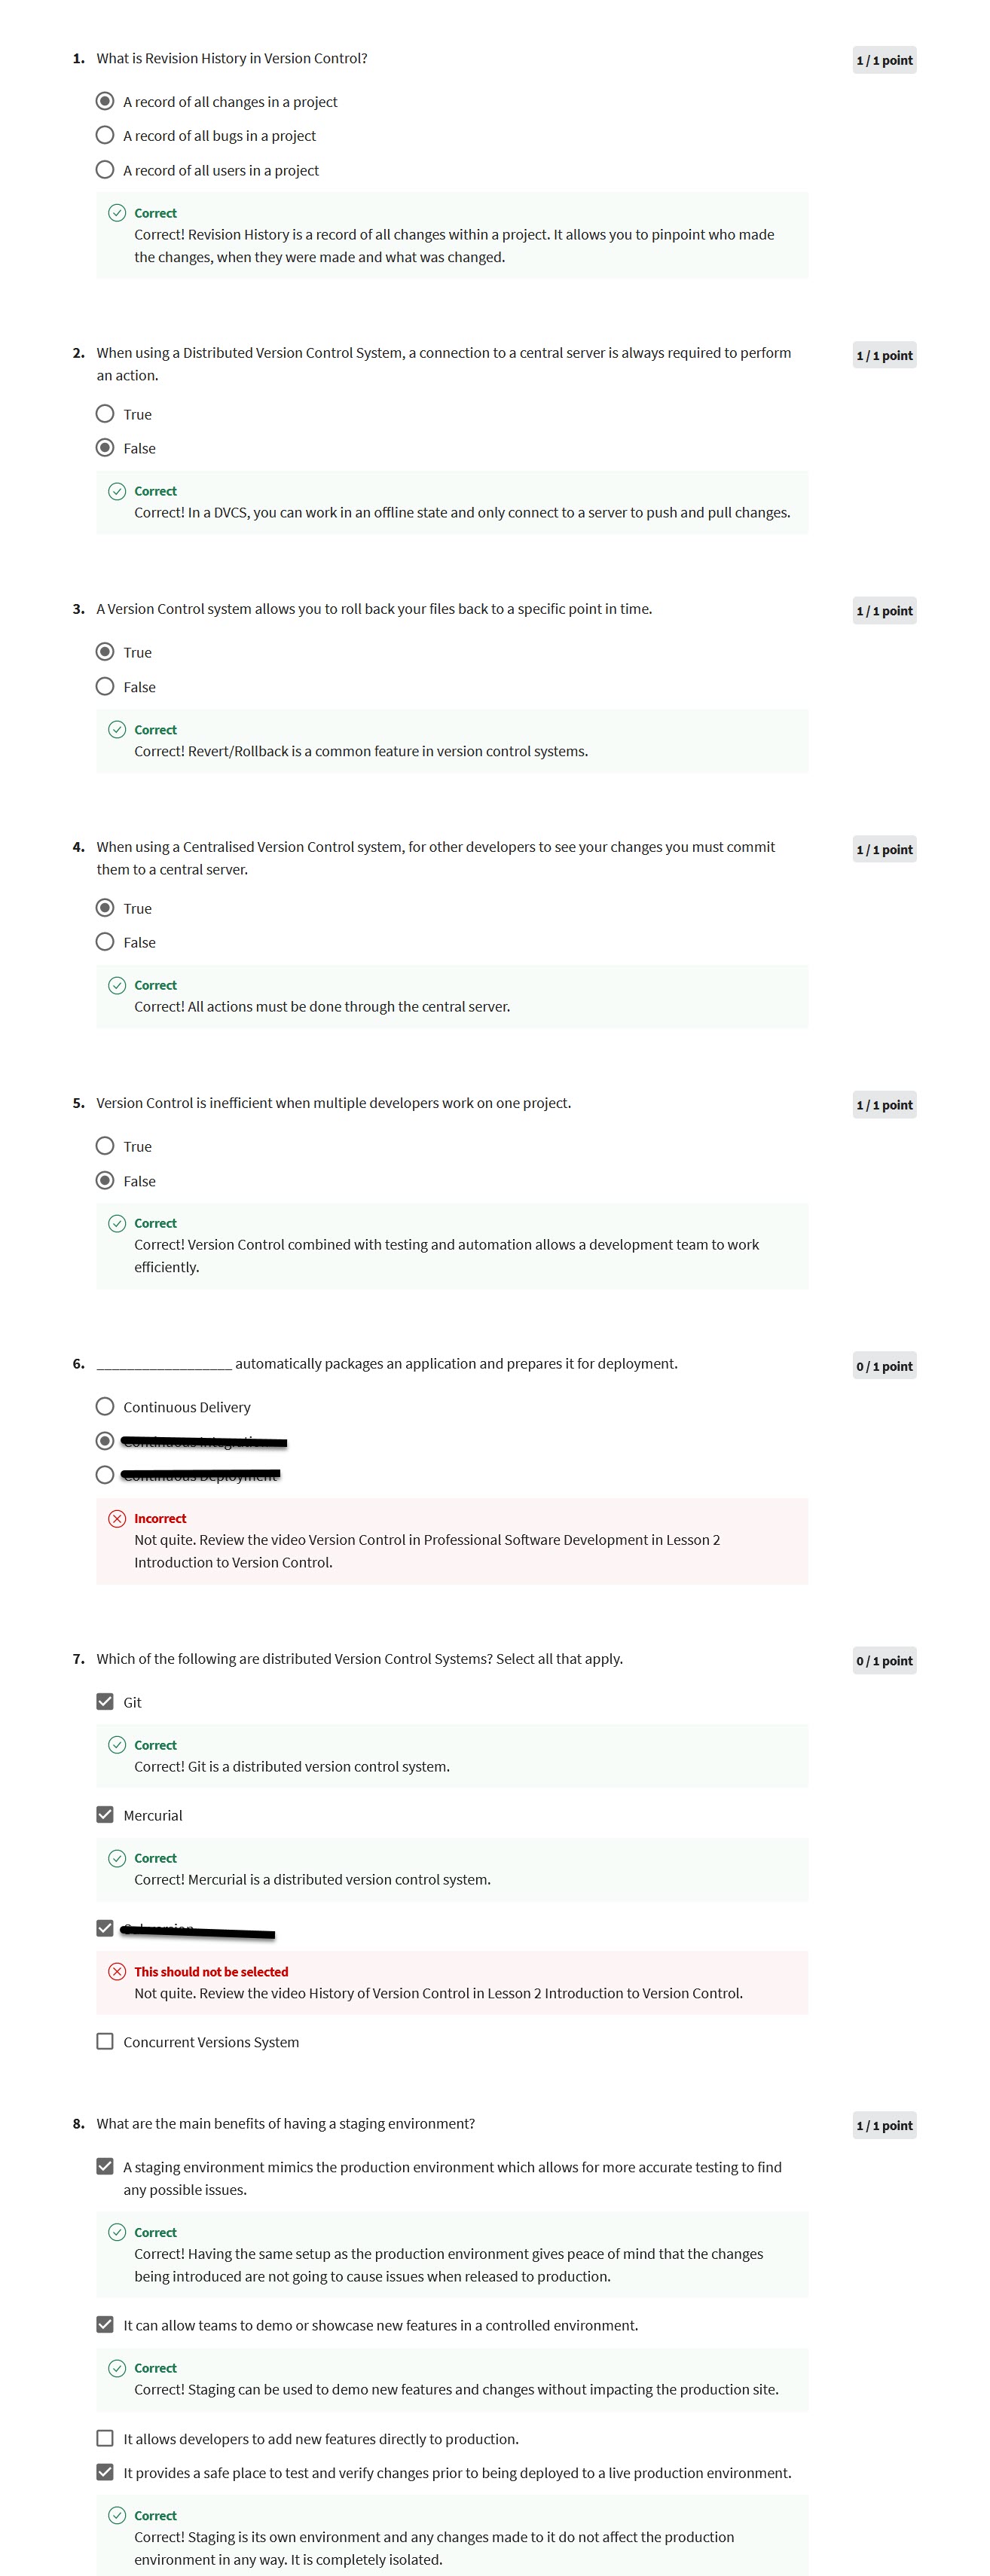 1. What is Revision History in Version Control?
1 / 1 point
A record of all changes in a project
A record of all bugs in a project
A record of all users in a project
Correct
Correct! Revision History is a record of all changes within a project. It allows you to pinpoint who made
the changes, when they were made and what was changed.
2. When using a Distributed Version Control System, a connection to a central server is always required to perform
an action.
1 / 1 point
True
False
Correct
Correct! In a DVCS, you can work in an offline state and only connect to a server to push and pull changes.
3. A Version Control system allows you to roll back your files back to a specific point in time.
1 / 1 point
True
False
Correct
Correct! Revert/Rollback is a common feature in version control systems.
4. When using a Centralised Version Control system, for other developers to see your changes you must commit
them to a central server.
1 / 1 point
True
False
Correct
Correct! All actions must be done through the central server.
5. Version Control is inefficient when multiple developers work on one project.
1 / 1 point
True
False
Correct
Correct! Version Control combined with testing and automation allows a development team to work
efficiently.
6. __________________ automatically packages an application and prepares it for deployment.
0 / 1 point
Continuous Delivery
Incorrect
Not quite. Review the video Version Control in Professional Software Development in Lesson 2
Introduction to Version Control.
7. Which of the following are distributed Version Control Systems? Select all that apply.
0 / 1 point
Git
Correct
Correct! Git is a distributed version control system.
Mercurial
Correct
Correct! Mercurial is a distributed version control system.
This should not be selected
Not quite. Review the video History of Version Control in Lesson 2 Introduction to Version Control.
Concurrent Versions System
8. What are the main benefits of having a staging environment?
1 / 1 point
A staging environment mimics the production environment which allows for more accurate testing to find
any possible issues.
Correct
Correct! Having the same setup as the production environment gives peace of mind that the changes
being introduced are not going to cause issues when released to production.
It can allow teams to demo or showcase new features in a controlled environment.
Correct
Correct! Staging can be used to demo new features and changes without impacting the production site.
It allows developers to add new features directly to production.
It provides a safe place to test and verify changes prior to being deployed to a live production environment.
Correct
Correct! Staging is its own environment and any changes made to it do not affect the production
environment in any way. It is completely isolated.